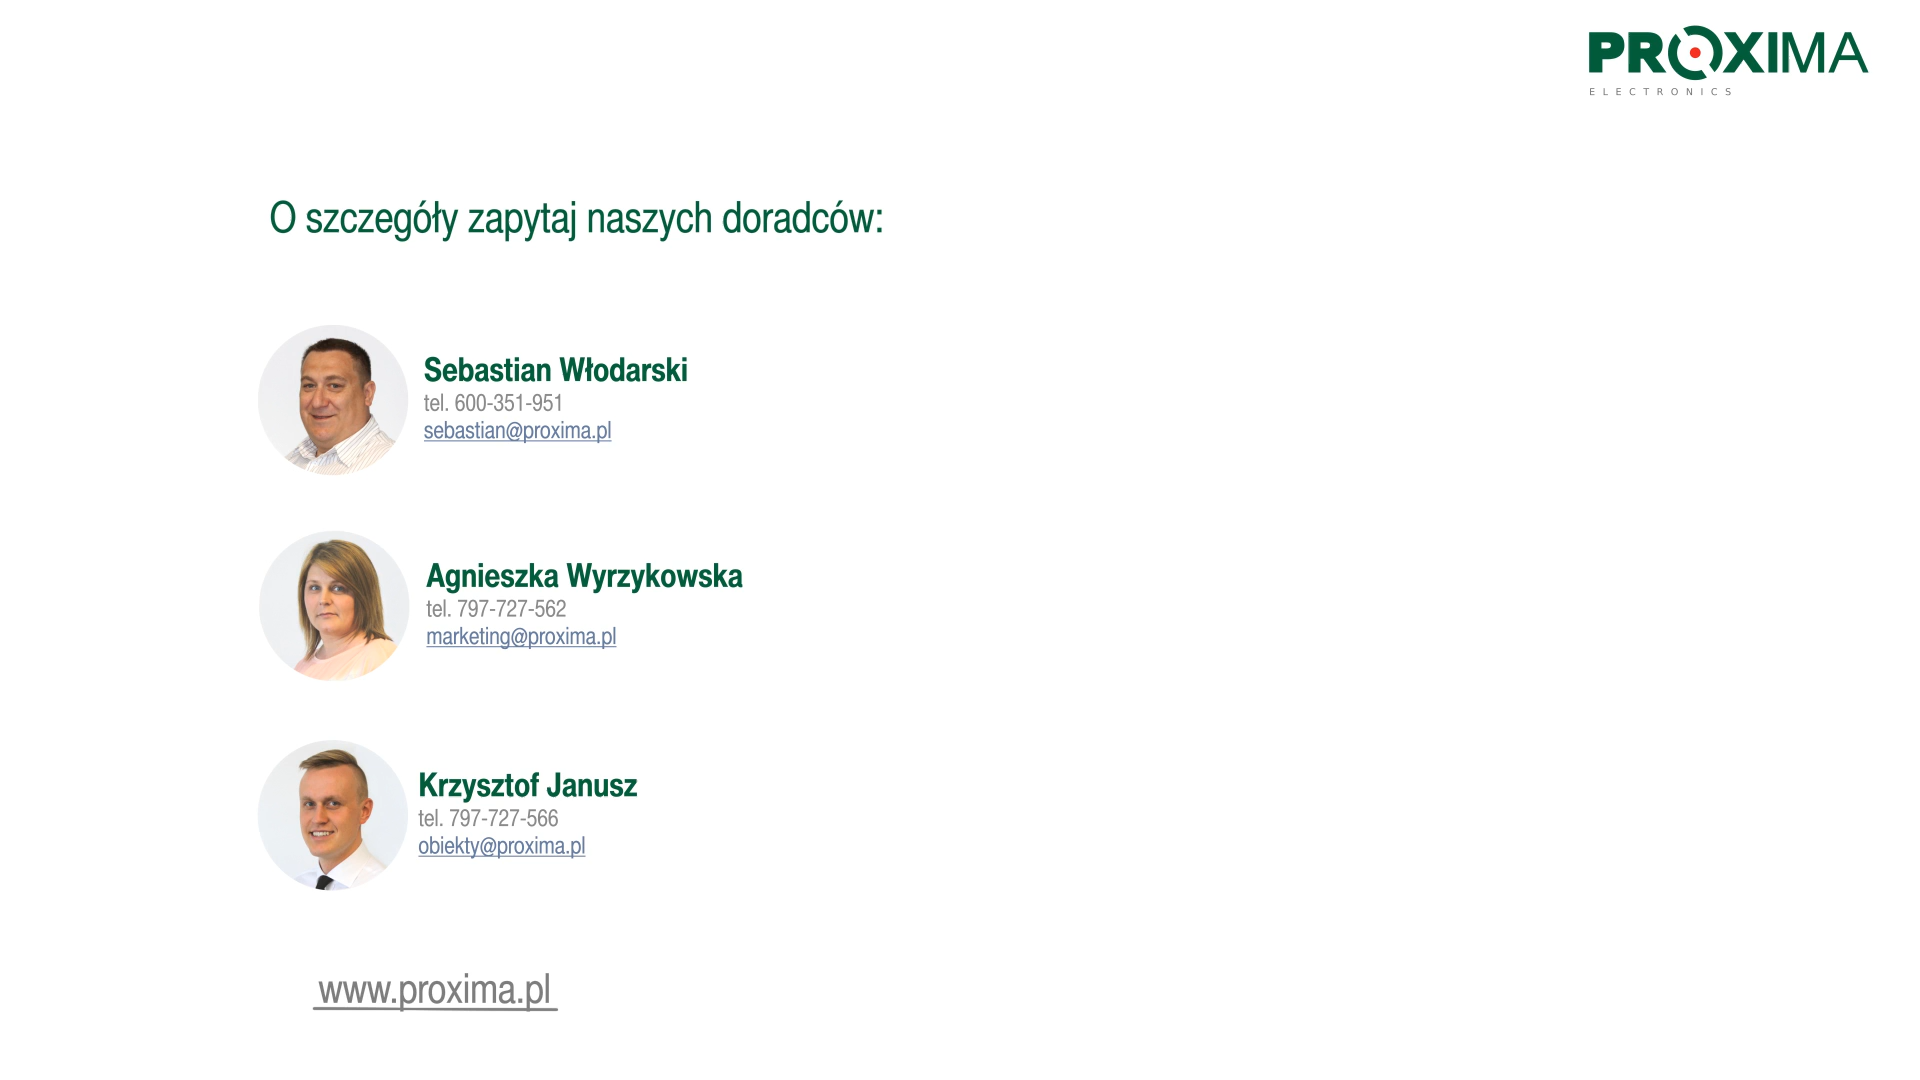 PROXIMA
ELECTRONICS
O szczegóły zapytaj naszych doradców:
Sebastian Włodarski
tel. 600-351-951
sebastian@proxima.pl
Agnieszka Wyrzykowska
tel. 797-727-562
marketing@proxima.pl
Krzysztof Janusz
tel. 797-727-566
obiekty@proxima.pl
www.proxima.pl